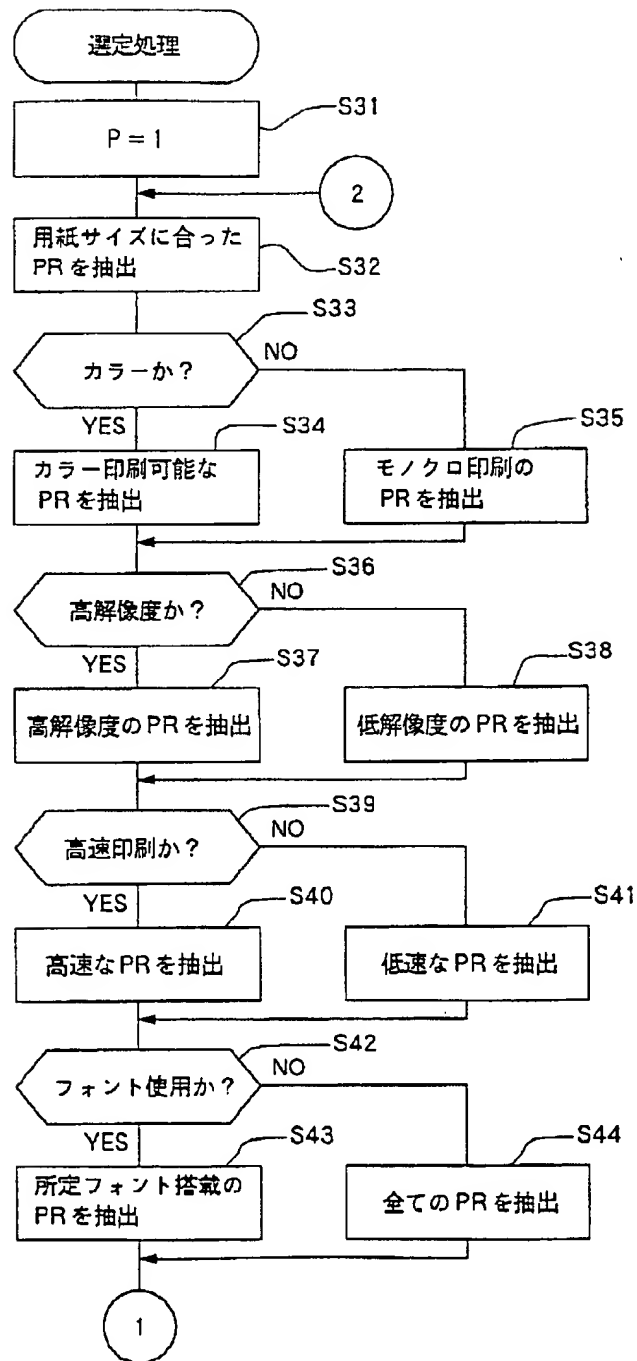 選定処理
S31
P = 1
2
用紙サイズに合った
PRを抽出
S32
S33
カラーか？
NO
YES
S34
S35
カラー印刷可能な
PRを抽出
モノクロ印刷の
PRを抽出
S36
高解像度か？
NO
YES
S37
S38
高解像度のPRを抽出
低解像度のPRを抽出
S39
高速印刷か？
NO
YES
S40
S41
高速なPRを抽出
低速なPRを抽出
S42
フォント使用か？
NO
YES
S43
S44
所定フォント搭載の
PRを抽出
全てのPRを抽出
1